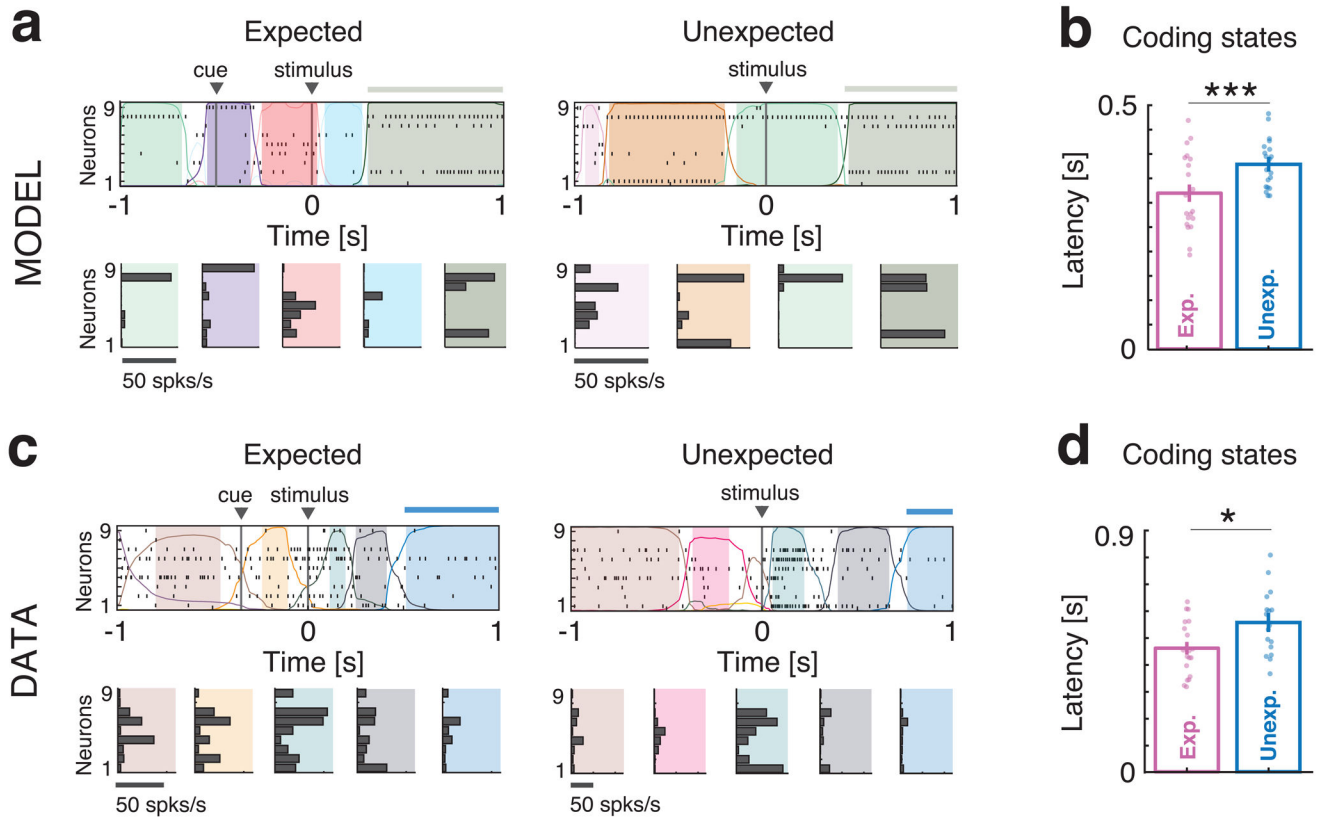 a
Expected
Unexpected
b
Coding states
cue
stimulus
stimulus
***
MODEL
Neurons
9
1
9
1
-1
0
1
-1
0
1
Time [s]
Time [s]
Neurons
9
1
9
1
50 spks/s
50 spks/s
Latency [s]
0.5
0
Exp.
Unexp.
c
Expected
Unexpected
d
Coding states
cue
stimulus
stimulus
*
DATA
Neurons
9
1
9
1
-1
0
1
-1
0
1
Time [s]
Time [s]
Neurons
9
1
9
1
50 spks/s
50 spks/s
Latency [s]
0.9
0
Exp.
Unexp.